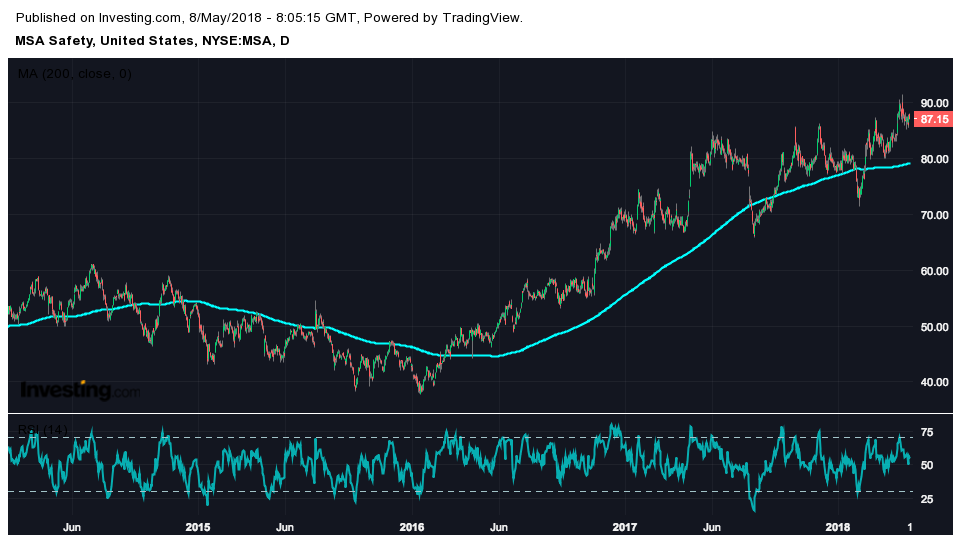 Published on Investing.com, 8/May/2018 - 8:05:15 GMT, Powered by TradingView.
MSA Safety, United States, NYSE:MSA, D
MA (200, close, 0)
90.00
87.15
80.00
70.00
60.00
50.00
40.00
Investing.com
RSI (14)
75
50
25
Jun 2015 Jun 2016 Jun 2017 Jun 2018 1